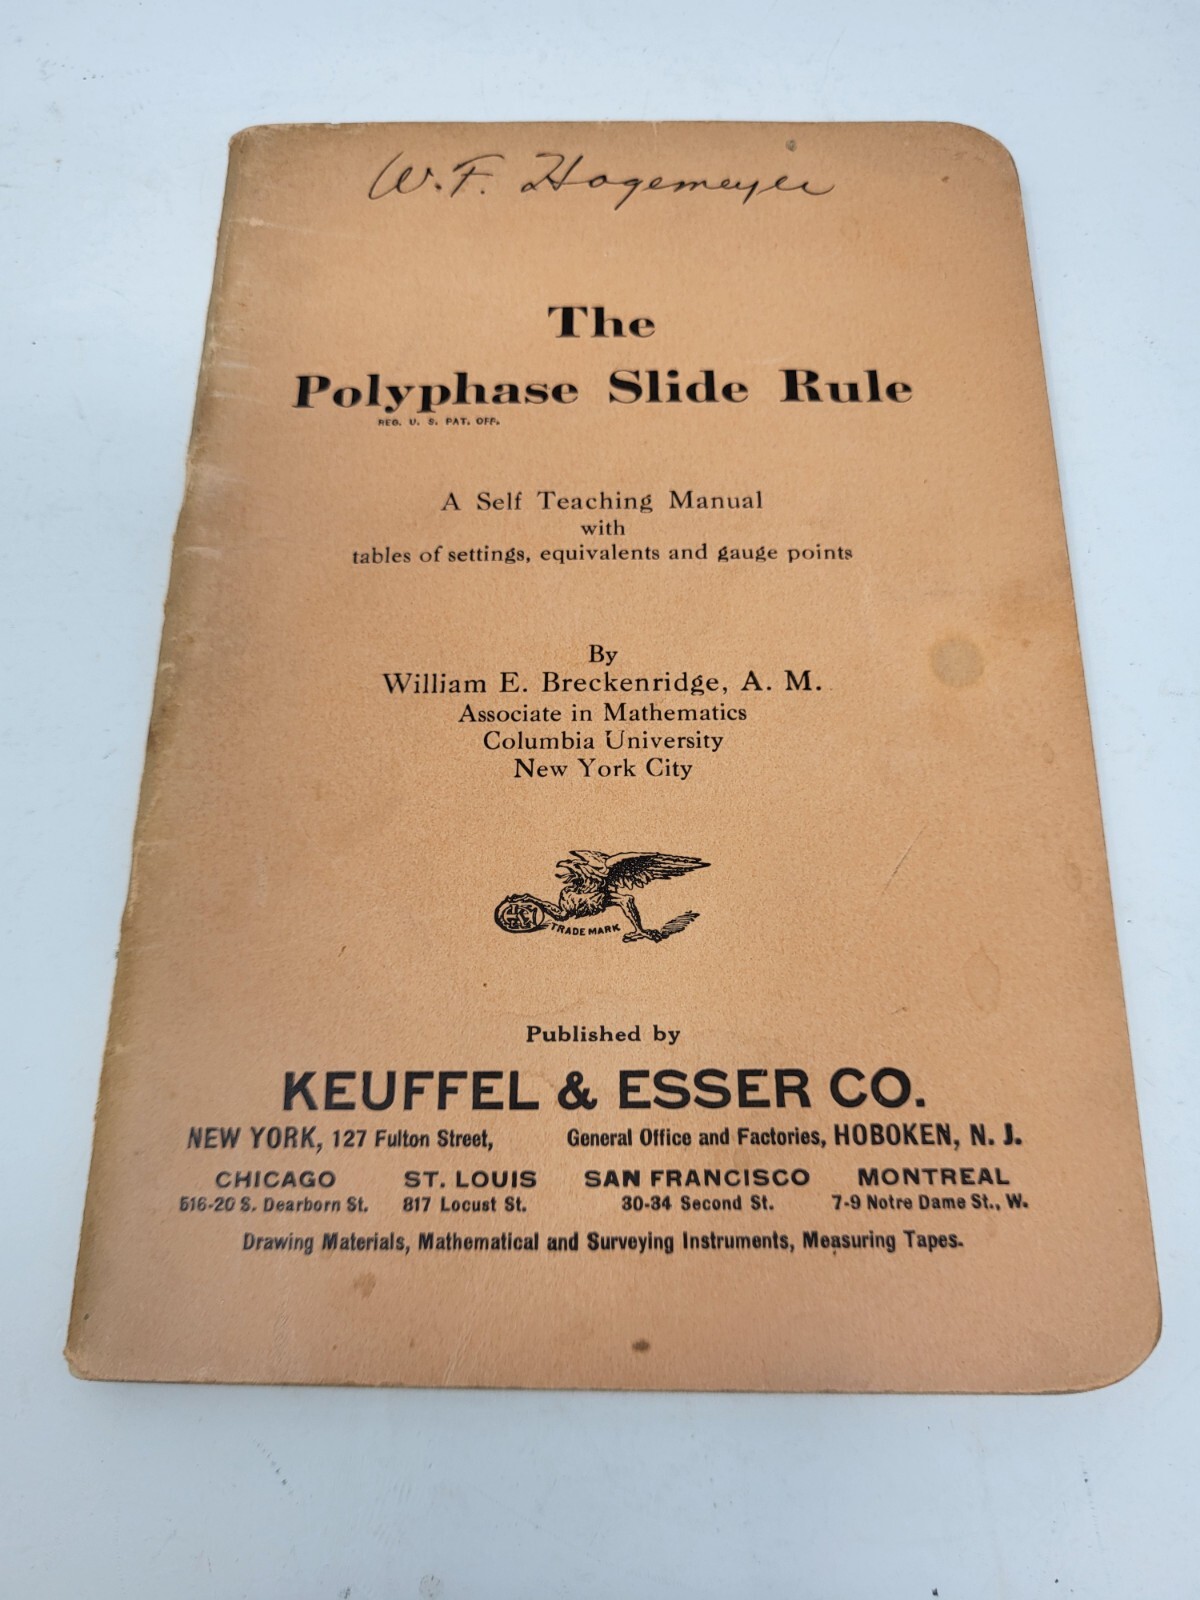 W. F. Hogemeyer
The
Polyphase Slide Rule
REG. U. S. PAT. OFF.
A Self Teaching Manual
with
tables of settings, equivalents and gauge points
By
William E. Breckenridge, A. M.
Associate in Mathematics
Columbia University
New York City
TRADE MARK
Published by
KEUFFEL & ESSER CO.
NEW YORK, 127 Fulton Street, General Office and Factories, HOBOKEN, N. J.
CHICAGO ST. LOUIS SAN FRANCISCO MONTREAL
516-20 S. Dearborn St. 817 Locust St. 30-34 Second St. 7-9 Notre Dame St., W.
Drawing Materials, Mathematical and Surveying Instruments, Measuring Tapes.